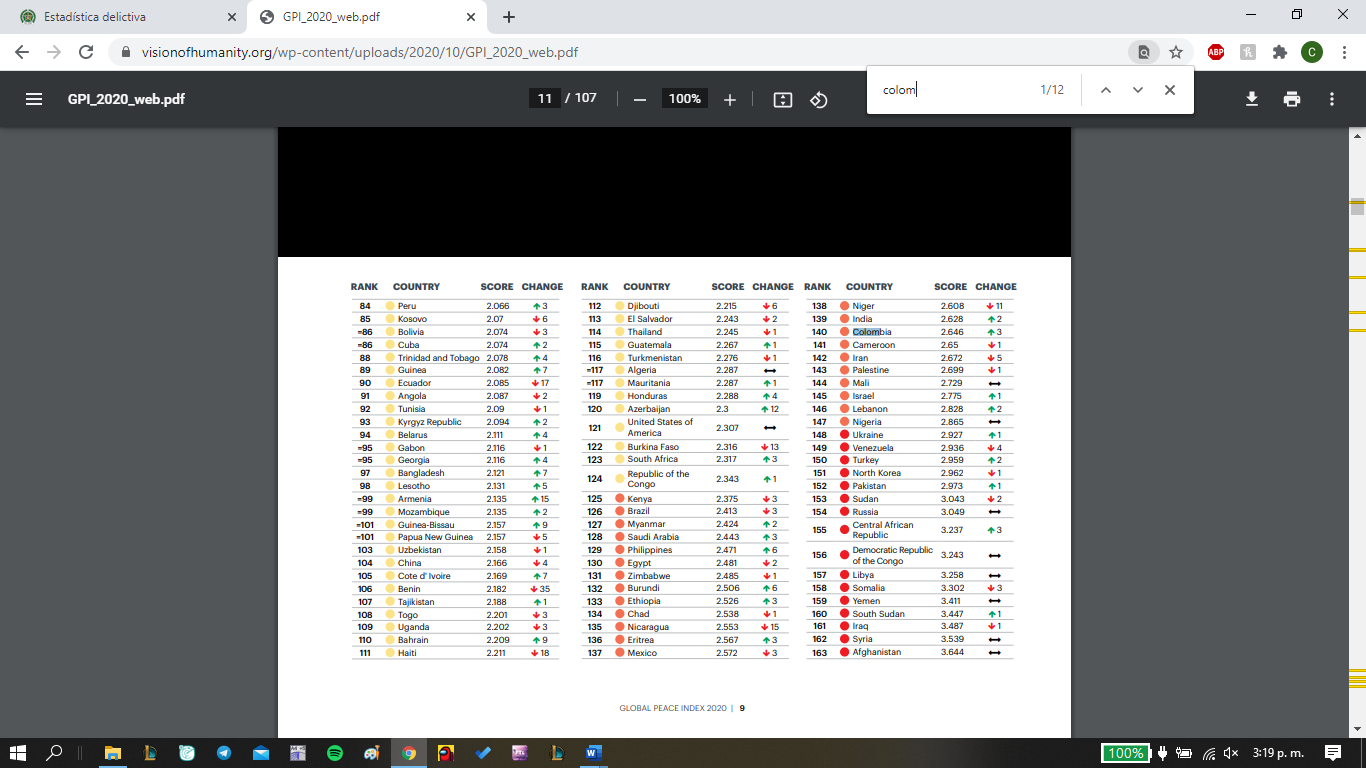 Estadística delictiva
GPI_2020_web.pdf
visionofhumanity.org/wp-content/uploads/2020/10/GPI_2020_web.pdf
ABP
C
GPI_2020_web.pdf
11 / 107
100%
colom
1/12
RANK COUNTRY SCORE CHANGE
84 Peru 2.066 3
85 Kosovo 2.07 6
=86 Bolivia 2.074 3
=86 Cuba 2.074 2
88 Trinidad and Tobago 2.078 4
89 Guinea 2.082 7
90 Ecuador 2.085 17
91 Angola 2.087 2
92 Tunisia 2.09 1
93 Kyrgyz Republic 2.094 2
94 Belarus 2.111 4
=95 Gabon 2.116 1
=95 Georgia 2.116 4
97 Bangladesh 2.121 7
98 Lesotho 2.131 5
=99 Armenia 2.135 15
=99 Mozambique 2.135 2
=101 Guinea-Bissau 2.157 9
=101 Papua New Guinea 2.157 5
103 Uzbekistan 2.158 1
104 China 2.166 4
105 Cote d' Ivoire 2.169 7
106 Benin 2.182 35
107 Tajikistan 2.188 1
108 Togo 2.201 3
109 Uganda 2.202 3
110 Bahrain 2.209 9
111 Haiti 2.211 18
RANK COUNTRY SCORE CHANGE
112 Djibouti 2.215 6
113 El Salvador 2.243 2
114 Thailand 2.245 1
115 Guatemala 2.267 1
116 Turkmenistan 2.276 1
=117 Algeria 2.287
=117 Mauritania 2.287 1
119 Honduras 2.288 4
120 Azerbaijan 2.3 12
121 United States of
America 2.307
122 Burkina Faso 2.316 13
123 South Africa 2.317 3
124 Republic of the
Congo 2.343 1
125 Kenya 2.375 3
126 Brazil 2.413 3
127 Myanmar 2.424 2
128 Saudi Arabia 2.443 3
129 Philippines 2.471 6
130 Egypt 2.481 2
131 Zimbabwe 2.485 1
132 Burundi 2.506 6
133 Ethiopia 2.526 3
134 Chad 2.538 1
135 Nicaragua 2.553 15
136 Eritrea 2.567 3
137 Mexico 2.572 3
RANK COUNTRY SCORE CHANGE
138 Niger 2.608 11
139 India 2.628 2
140 Colombia 2.646 3
141 Cameroon 2.65 1
142 Iran 2.672 5
143 Palestine 2.699 1
144 Mali 2.729
145 Israel 2.775 1
146 Lebanon 2.828 2
147 Nigeria 2.865
148 Ukraine 2.927 1
149 Venezuela 2.936 4
150 Turkey 2.959 2
151 North Korea 2.962 1
152 Pakistan 2.973 1
153 Sudan 3.043 2
154 Russia 3.049
155 Central African
Republic 3.237 3
156 Democratic Republic
of the Congo 3.243
157 Libya 3.258
158 Somalia 3.302 3
159 Yemen 3.411
160 South Sudan 3.447 1
161 Iraq 3.487 1
162 Syria 3.539
163 Afghanistan 3.644
GLOBAL PEACE INDEX 2020 | 9
100%
3:19 p. m.